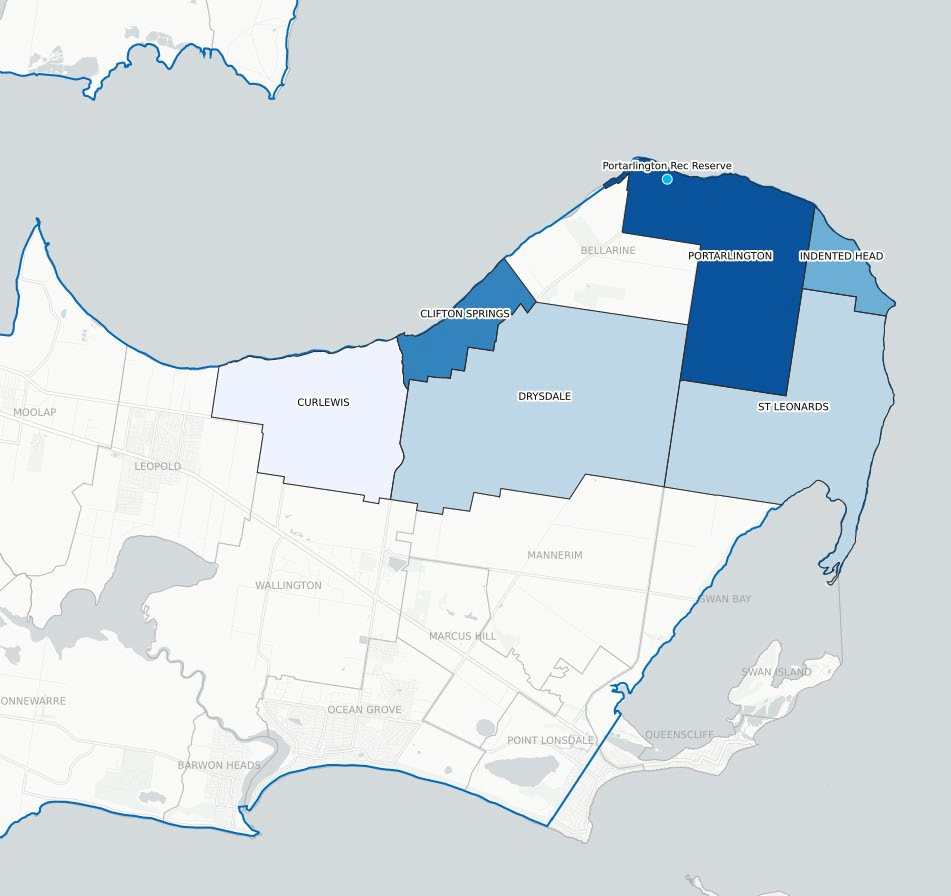 Portarlington Rec Reserve
BELLARINE
PORTARLINGTON
INDENTED HEAD
CLIFTON SPRINGS
CURLEWIS
DRYSDALE
ST LEONARDS
MOOLAP
LEOPOLD
MANNERIM
WALLINGTON
SWAN BAY
MARCUS HILL
SWAN ISLAND
ONNEWARRE
OCEAN GROVE
QUEENSCLIFF
POINT LONSDALE
BARWON HEADS